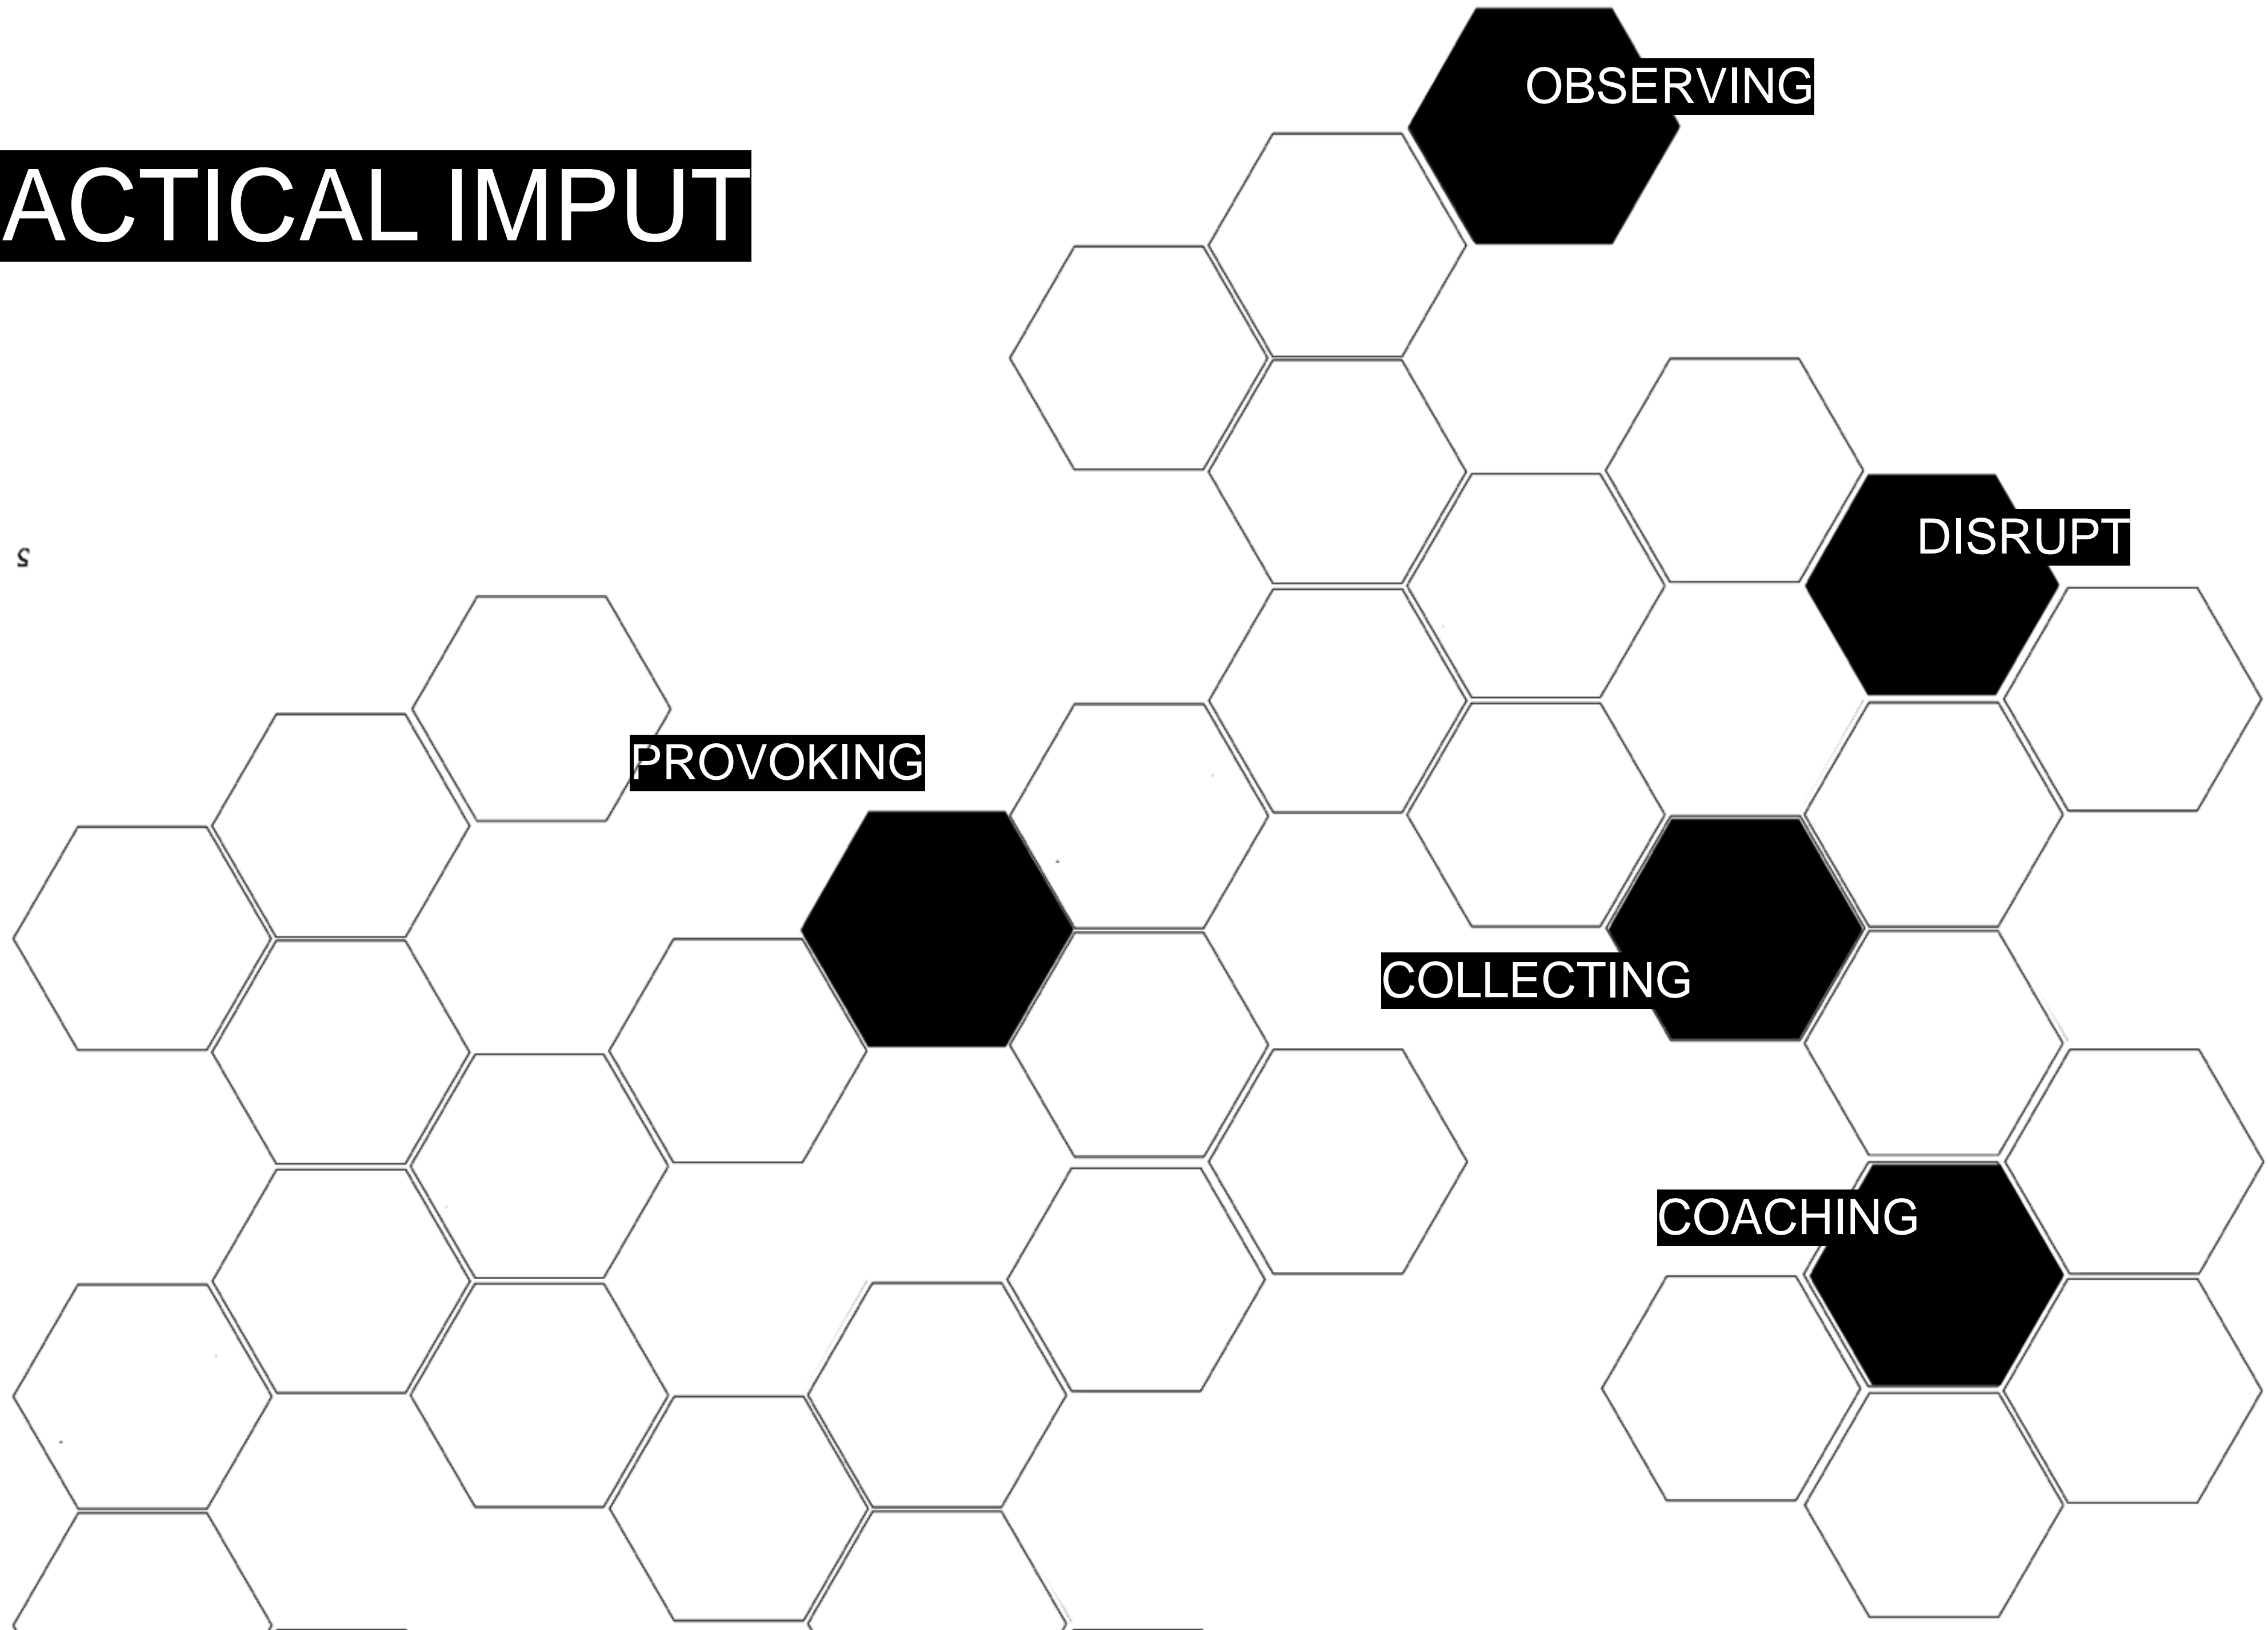 OBSERVING
ACTICAL IMPUT
DISRUPT
s
PROVOKING
COLLECTING
COACHING